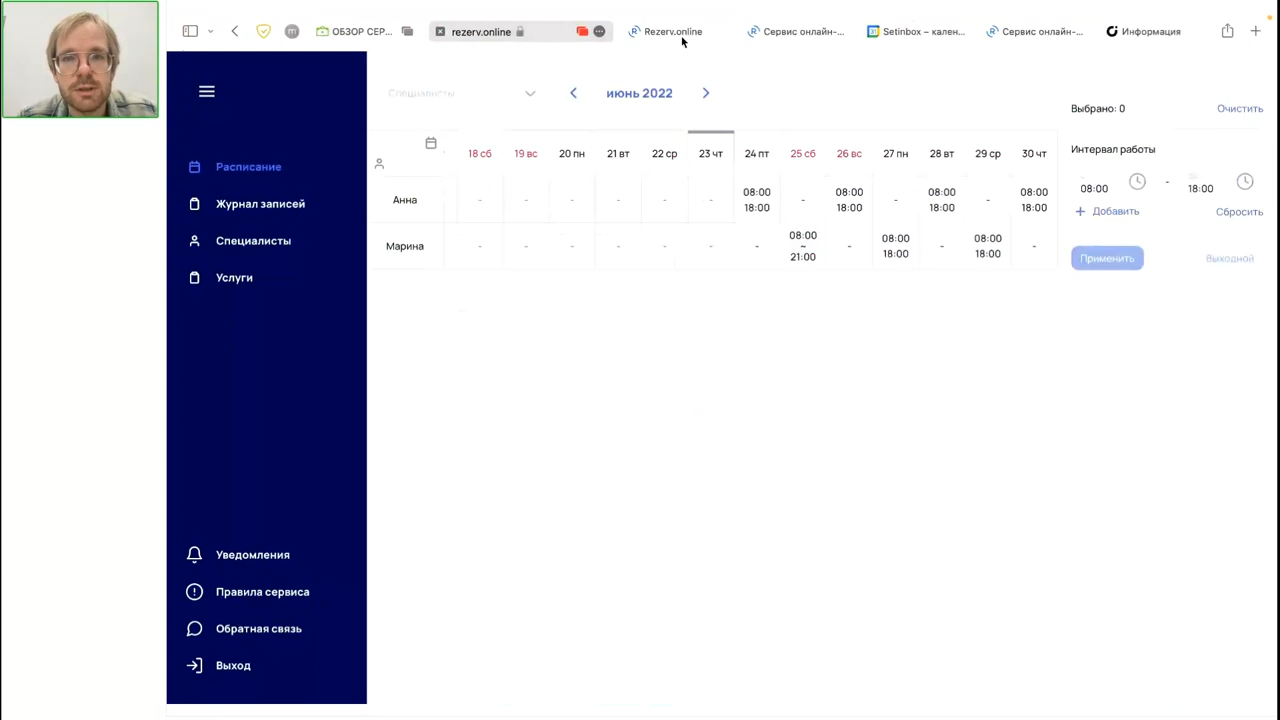 ОБЗОР СЕР...
rezerv.online
Rezerv.online
Сервис онлайн-...
Setinbox – кален...
Сервис онлайн-...
Информация
Расписание
Журнал записей
Специалисты
Услуги
Уведомления
Правила сервиса
Обратная связь
Выход
Специалисты
июнь 2022
18 сб 19 вс 20 пн 21 вт 22 ср 23 чт 24 пт 25 сб 26 вс 27 пн 28 вт 29 ср 30 чт
Анна - - - - - - 08:00 18:00 - 08:00 18:00 - 08:00 18:00 - 08:00 18:00
Марина - - - - - - - 08:00 ~ 21:00 - 08:00 18:00 - 08:00 18:00 -
Выбрано: 0 Очистить
Интервал работы
08:00 - 18:00
+ Добавить Сбросить
Применить Выходной